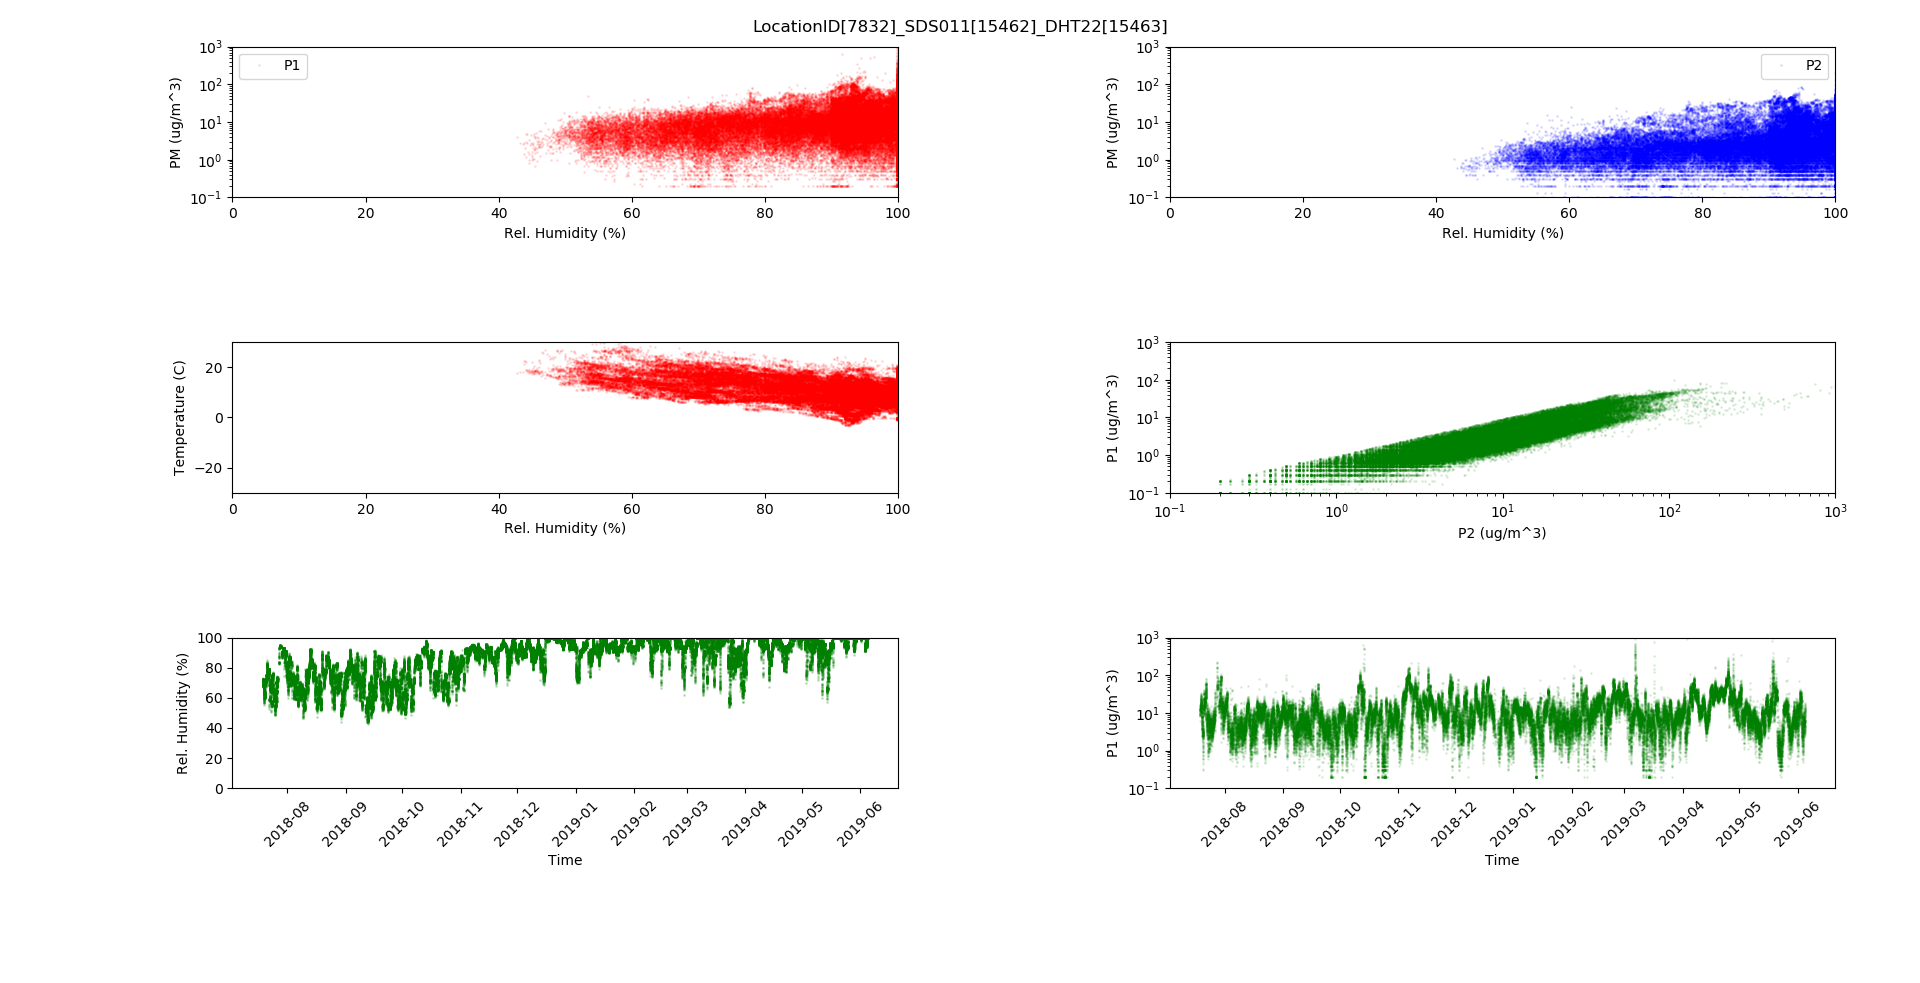 LocationID[7832]_SDS011[15462]_DHT22[15463]
PM (ug/m^3)
10^3
10^2
10^1
10^0
10^-1
P1
0 20 40 60 80 100
Rel. Humidity (%)
PM (ug/m^3)
10^3
10^2
10^1
10^0
10^-1
P2
0 20 40 60 80 100
Rel. Humidity (%)
Temperature (C)
20
0
−20
0 20 40 60 80 100
Rel. Humidity (%)
P1 (ug/m^3)
10^3
10^2
10^1
10^0
10^-1
10^-1 10^0 10^1 10^2 10^3
P2 (ug/m^3)
Rel. Humidity (%)
100
80
60
40
20
0
2018-08 2018-09 2018-10 2018-11 2018-12 2019-01 2019-02 2019-03 2019-04 2019-05 2019-06
Time
P1 (ug/m^3)
10^3
10^2
10^1
10^0
10^-1
2018-08 2018-09 2018-10 2018-11 2018-12 2019-01 2019-02 2019-03 2019-04 2019-05 2019-06
Time